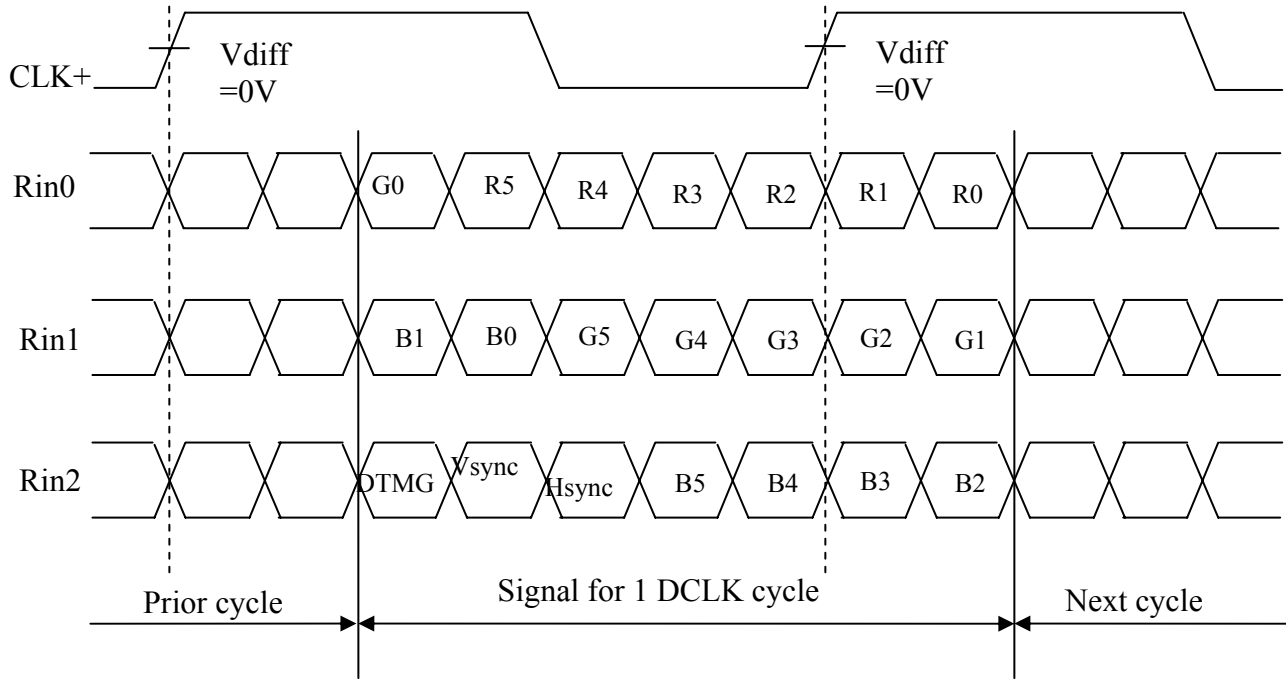 CLK+
Vdiff
=0V
Vdiff
=0V
Rin0 G0 R5 R4 R3 R2 R1 R0
Rin1 B1 B0 G5 G4 G3 G2 G1
Rin2 DTMG Vsync Hsync B5 B4 B3 B2
Prior cycle Signal for 1 DCLK cycle Next cycle